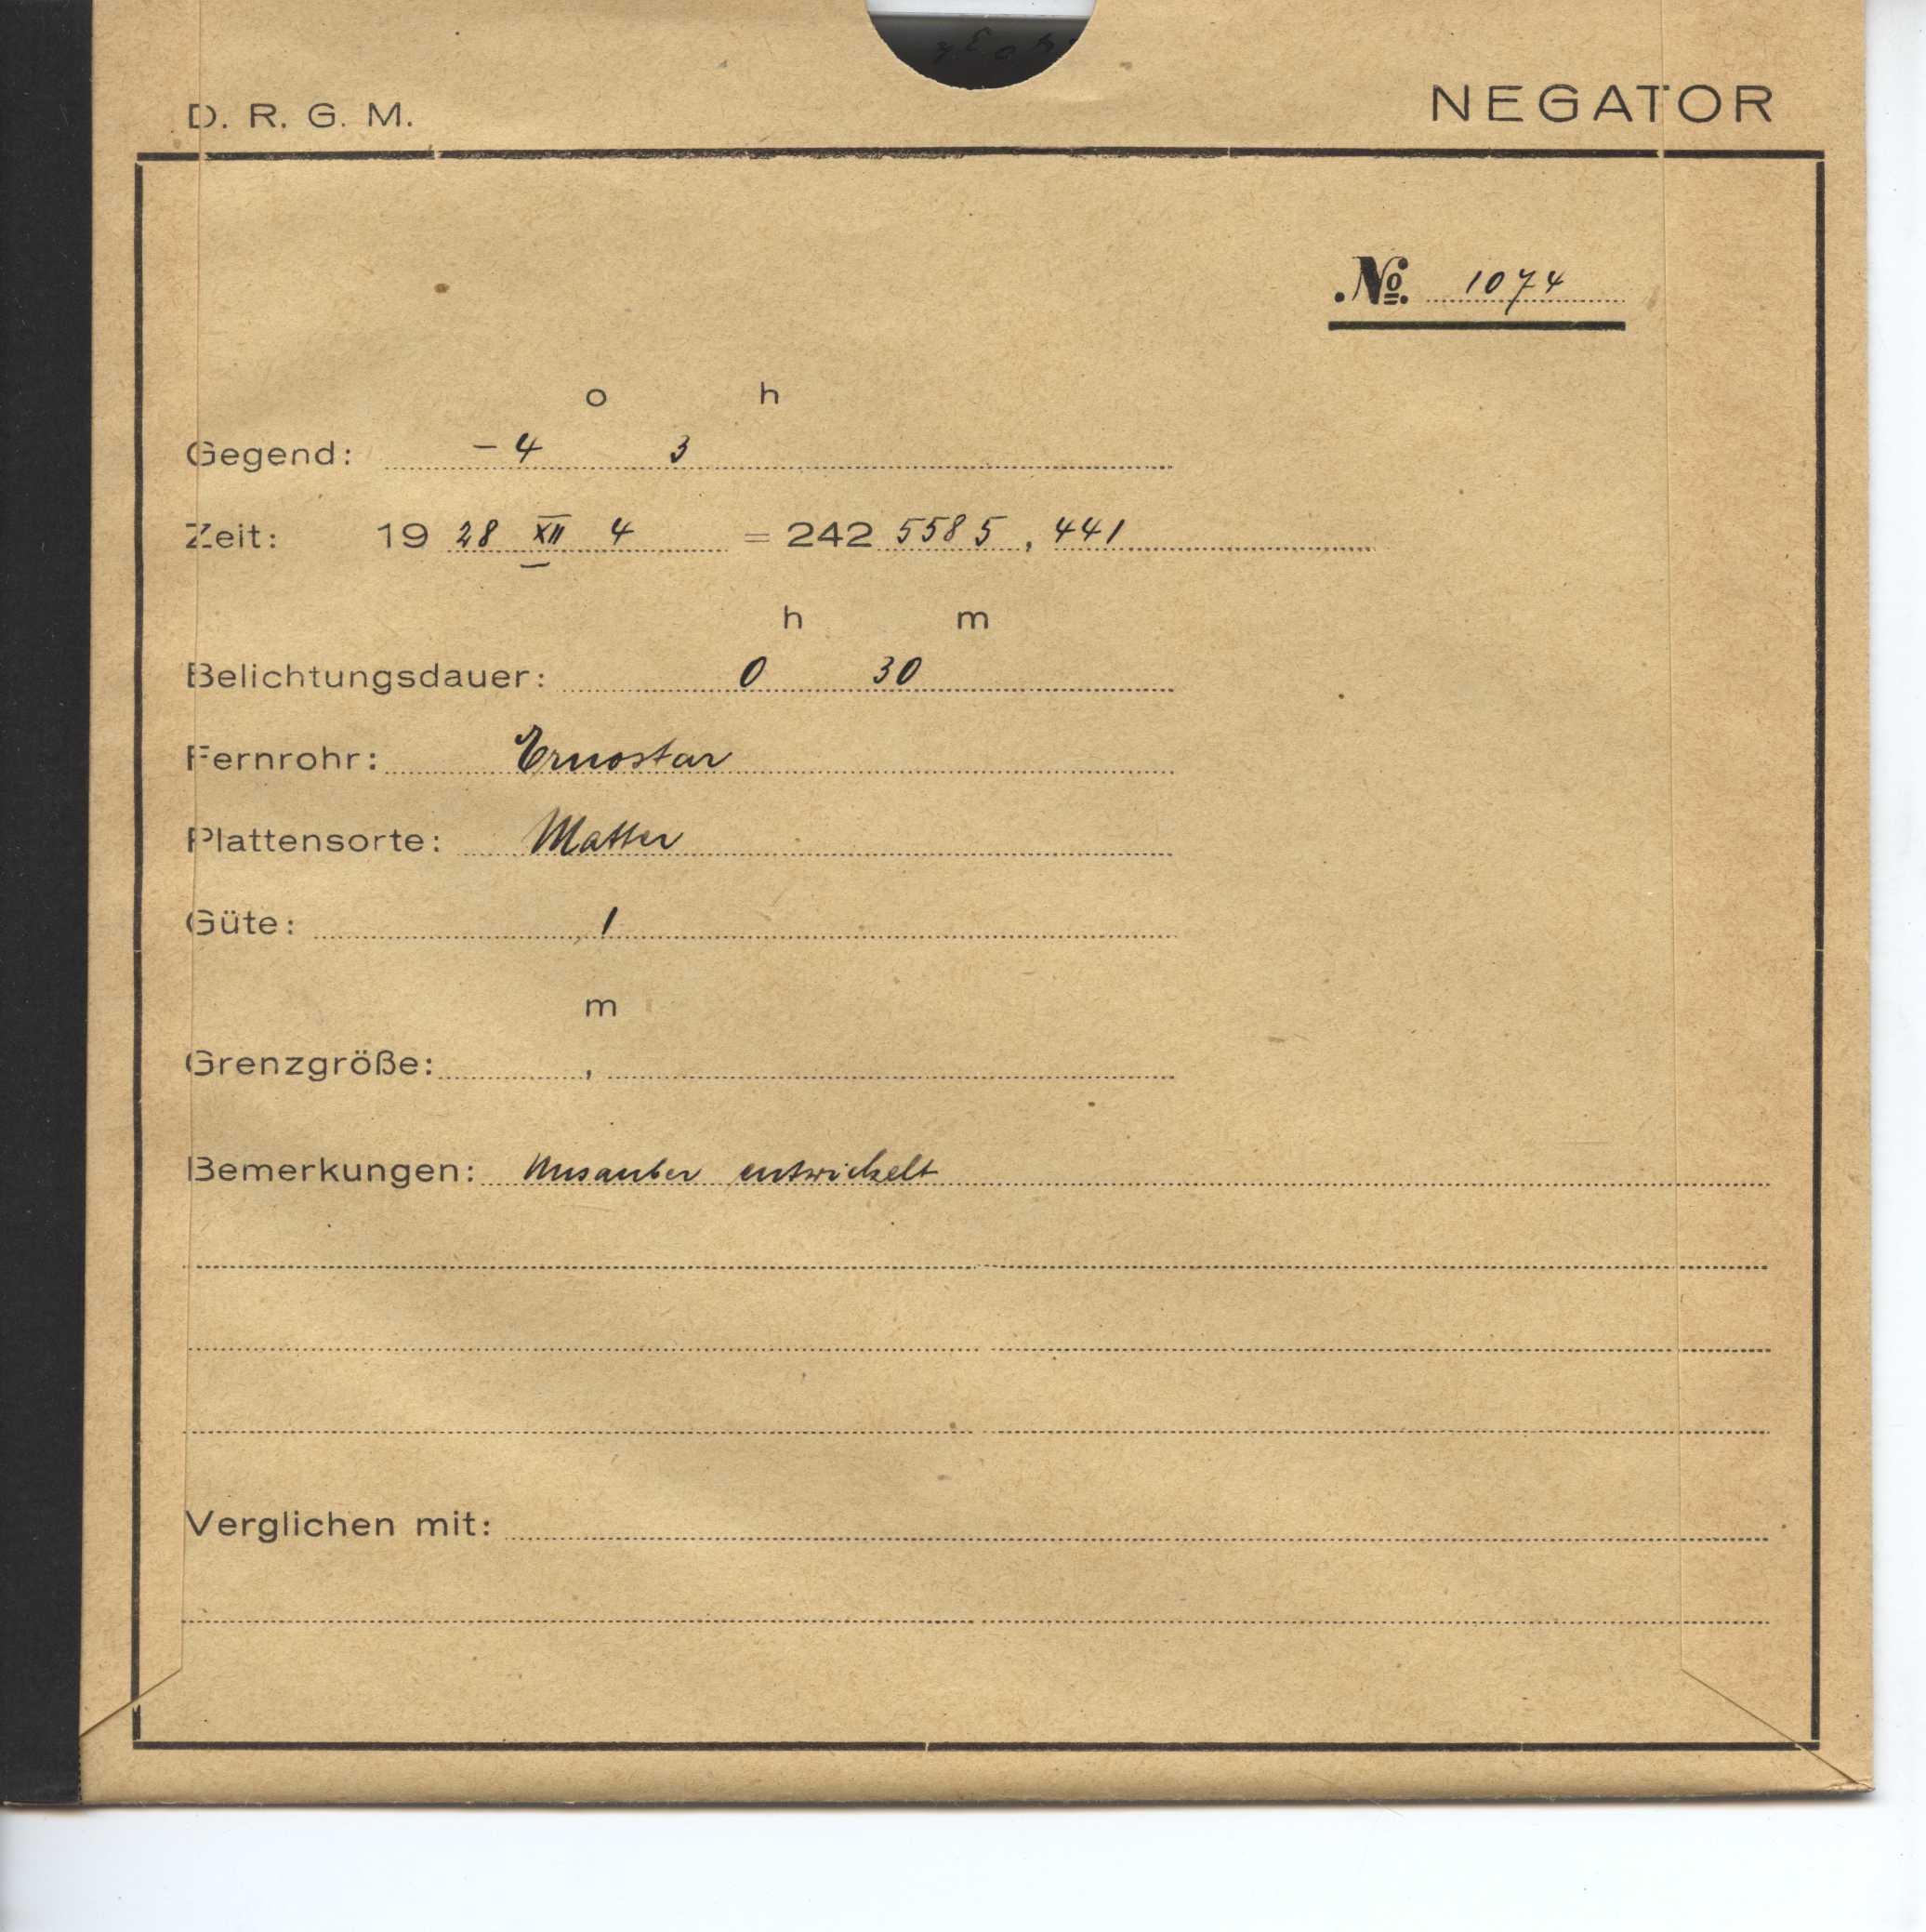 D. R. G. M. NEGATOR
№ 1074
o h
Gegend: -4 3
Zeit: 19 28 XII 4 = 242 5585, 441
h m
Belichtungsdauer: 0 30
Fernrohr: Ernostar
Plattensorte: Matter
Güte: 1
m
Grenzgröße: ,
Bemerkungen: Unsauber entwickelt
Verglichen mit: